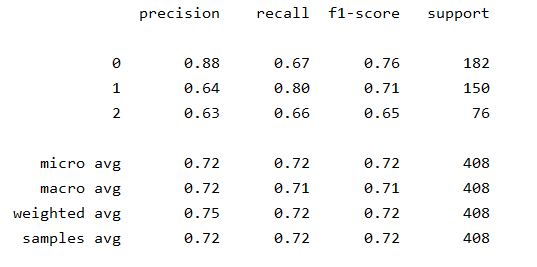 precision recall f1-score support
0 0.88 0.67 0.76 182
1 0.64 0.80 0.71 150
2 0.63 0.66 0.65 76
micro avg 0.72 0.72 0.72 408
macro avg 0.72 0.71 0.71 408
weighted avg 0.75 0.72 0.72 408
samples avg 0.72 0.72 0.72 408